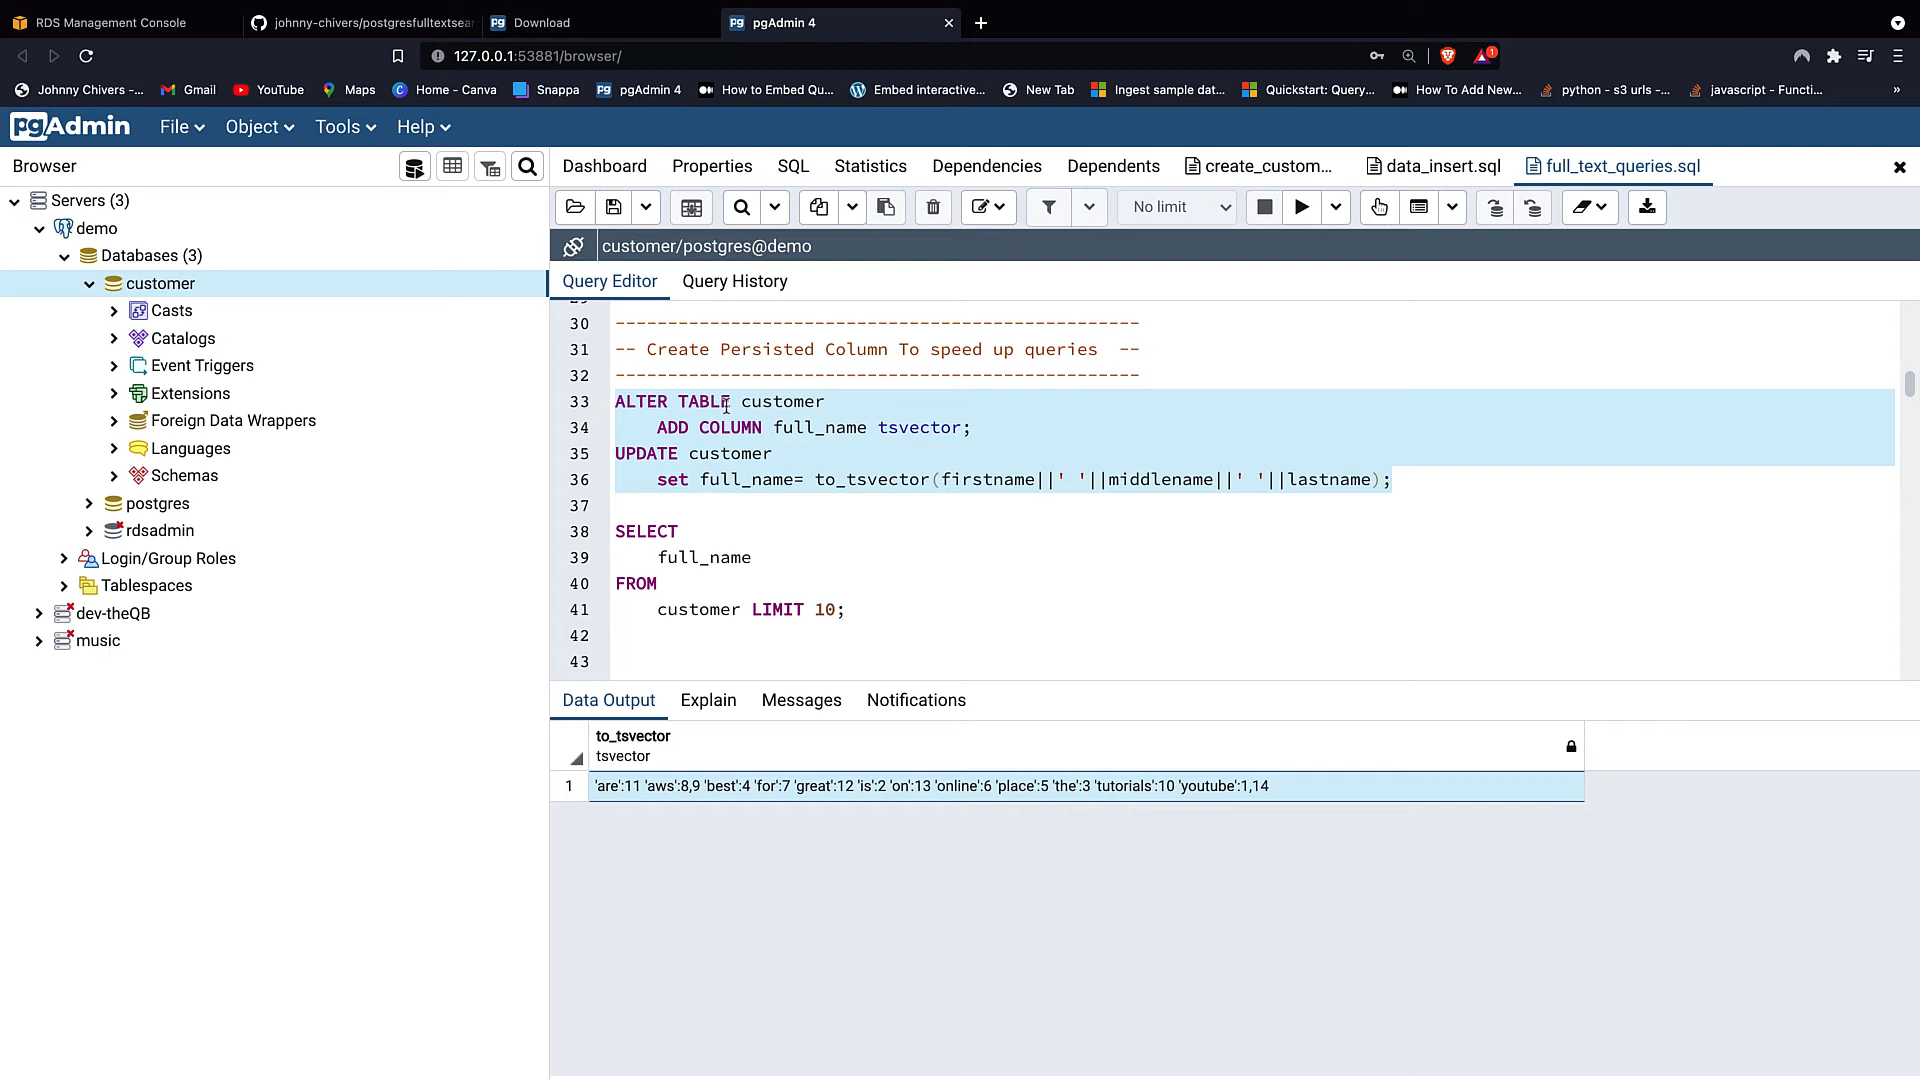 RDS Management Console
johnny-chivers/postgresfulltextsear
Download
pgAdmin 4
127.0.0.1:53881/browser/
1
Johnny Chivers -...
Gmail
YouTube
Maps
Home - Canva
Snappa
pgAdmin 4
How to Embed Qu...
Embed interactive...
New Tab
Ingest sample dat...
Quickstart: Query...
How To Add New...
python - s3 urls -...
javascript - Functi...
»
pgAdmin
File
Object
Tools
Help
Browser
Dashboard
Properties
SQL
Statistics
Dependencies
Dependents
create_custom...
data_insert.sql
full_text_queries.sql
Servers (3)
demo
Databases (3)
customer
Casts
Catalogs
Event Triggers
Extensions
Foreign Data Wrappers
Languages
Schemas
postgres
rdsadmin
Login/Group Roles
Tablespaces
dev-theQB
music
No limit
customer/postgres@demo
Query Editor
Query History
30 --------------------------------------------------
31 -- Create Persisted Column To speed up queries --
32 --------------------------------------------------
33 ALTER TABLE customer
34 ADD COLUMN full_name tsvector;
35 UPDATE customer
36 set full_name= to_tsvector(firstname||' '||middlename||' '||lastname);
37
38 SELECT
39 full_name
40 FROM
41 customer LIMIT 10;
42
43
Data Output
Explain
Messages
Notifications
to_tsvector
tsvector
1 'are':11 'aws':8,9 'best':4 'for':7 'great':12 'is':2 'on':13 'online':6 'place':5 'the':3 'tutorials':10 'youtube':1,14